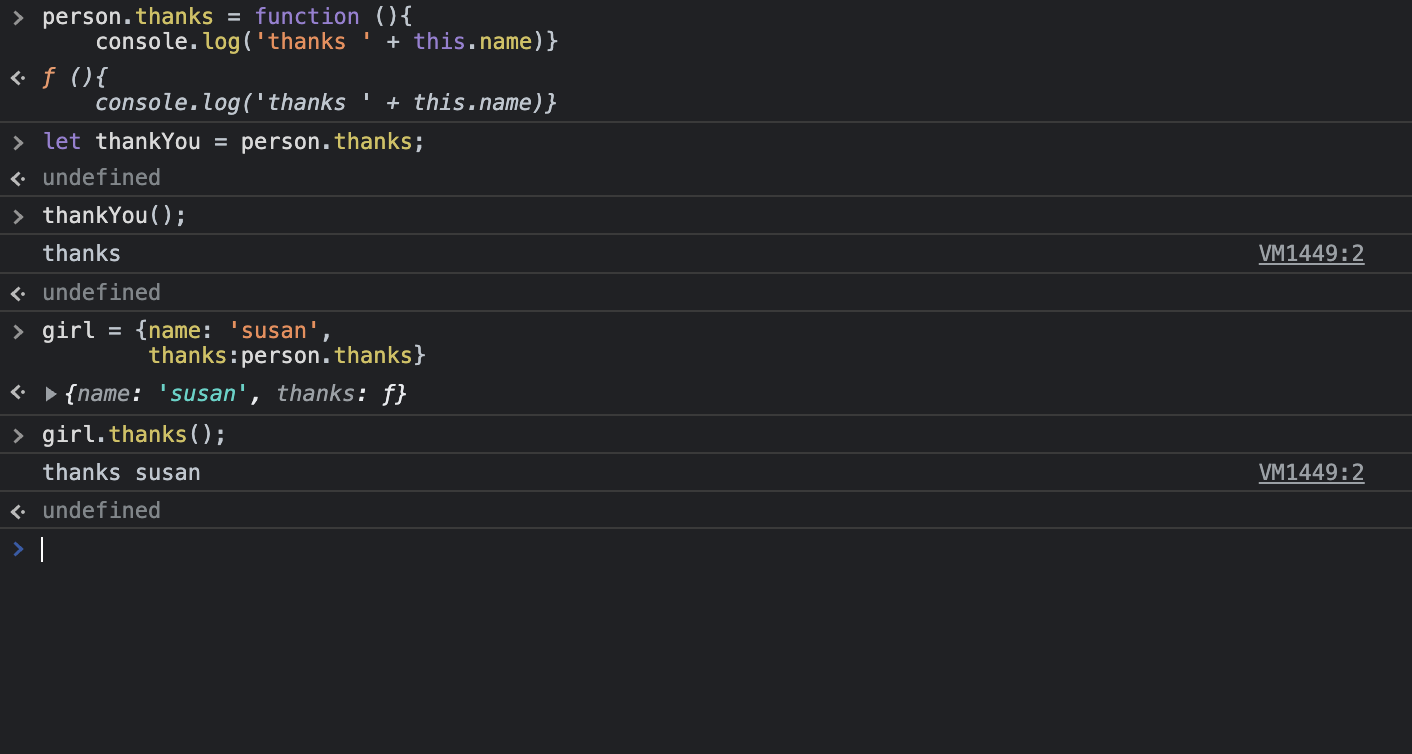 > person.thanks = function (){
console.log('thanks ' + this.name)}
ƒ (){
console.log('thanks ' + this.name)}
> let thankYou = person.thanks;
undefined
> thankYou();
thanks VM1449:2
undefined
> girl = {name: 'susan',
thanks:person.thanks}
▶{name: 'susan', thanks: ƒ}
> girl.thanks();
thanks susan VM1449:2
undefined
>